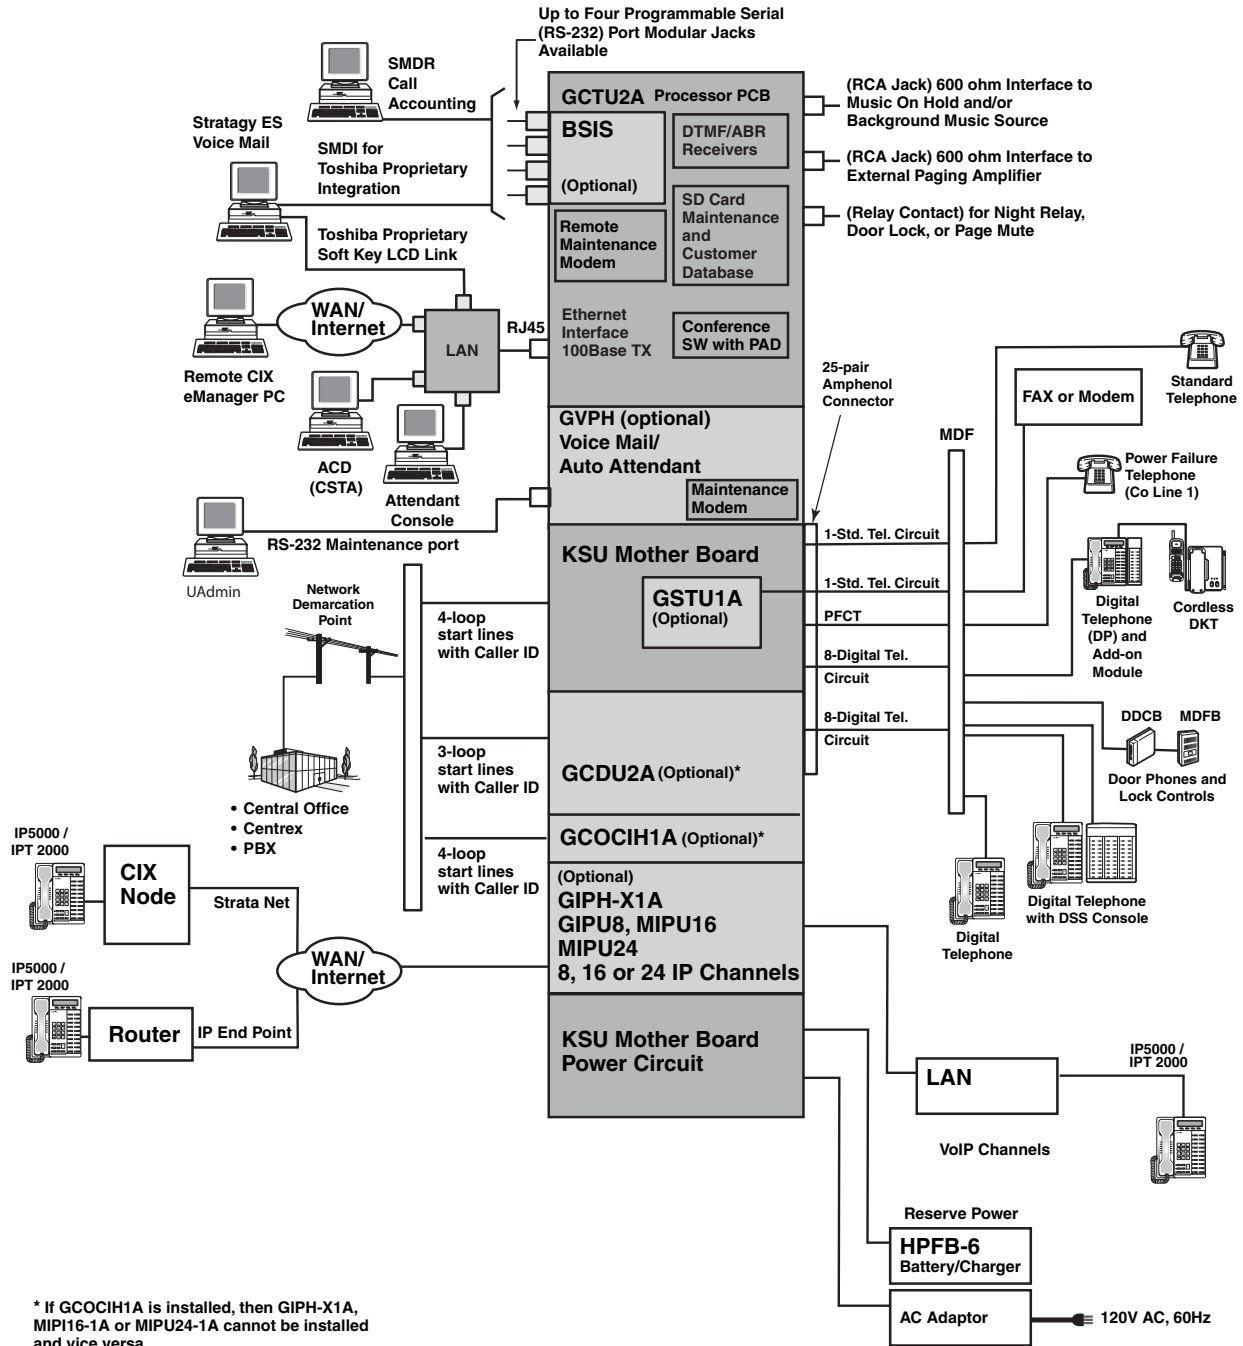 Up to Four Programmable Serial
(RS-232) Port Modular Jacks
Available
SMDR
Call
Accounting
Stratagy ES
Voice Mail
SMDI for
Toshiba Proprietary
Integration
Toshiba Proprietary
Soft Key LCD Link
WAN/
Internet
Remote CIX
eManager PC
LAN
RJ45
ACD
(CSTA)
Attendant
Console
RS-232 Maintenance port
UAdmin
GCTU2A Processor PCB
BSIS
(Optional)
DTMF/ABR
Receivers
SD Card
Maintenance
and
Customer
Database
Remote
Maintenance
Modem
Ethernet
Interface
100Base TX
Conference
SW with PAD
(RCA Jack) 600 ohm Interface to
Music On Hold and/or
Background Music Source
(RCA Jack) 600 ohm Interface to
External Paging Amplifier
(Relay Contact) for Night Relay,
Door Lock, or Page Mute
GVPH (optional)
Voice Mail/
Auto Attendant
Maintenance
Modem
25-pair
Amphenol
Connector
MDF
Standard
Telephone
FAX or Modem
Power Failure
Telephone
(Co Line 1)
KSU Mother Board
GSTU1A
(Optional)
1-Std. Tel. Circuit
1-Std. Tel. Circuit
PFCT
8-Digital Tel.
Circuit
8-Digital Tel.
Circuit
Digital
Telephone
(DP) and
Add-on
Module
Cordless
DKT
DDCB
MDFB
Door Phones and
Lock Controls
Digital Telephone
with DSS Console
Digital
Telephone
Network
Demarcation
Point
4-loop
start lines
with Caller ID
3-loop
start lines
with Caller ID
4-loop
start lines
with Caller ID
• Central Office
• Centrex
• PBX
GCDU2A (Optional)*
GCOCIH1A (Optional)*
(Optional)
GIPH-X1A
GIPU8, MIPU16
MIPU24
8, 16 or 24 IP Channels
IP5000 /
IPT 2000
CIX
Node
Strata Net
WAN/
Internet
IP5000 /
IPT 2000
Router
IP End Point
KSU Mother Board
Power Circuit
LAN
IP5000 /
IPT 2000
VoIP Channels
Reserve Power
HPFB-6
Battery/Charger
AC Adaptor
120V AC, 60Hz
* If GCOCIH1A is installed, then GIPH-X1A,
MIPI16-1A or MIPU24-1A cannot be installed
and vice versa